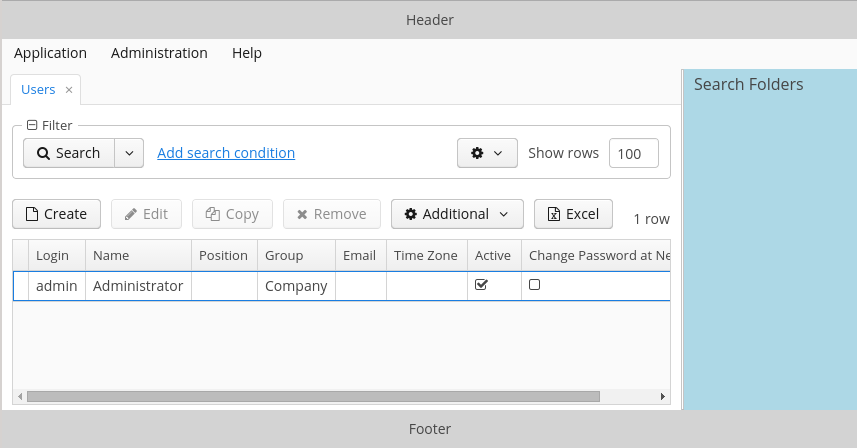 Header
Application Administration Help
Search Folders
Users ×
Filter
Search Add search condition Show rows 100
Create Edit Copy Remove Additional Excel 1 row
Login Name Position Group Email Time Zone Active Change Password at Ne
admin Administrator Company
Footer